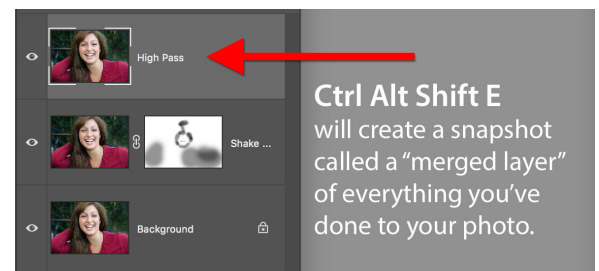 High Pass
Shake ...
Background
Ctrl Alt Shift E
will create a snapshot
called a “merged layer”
of everything you’ve
done to your photo.